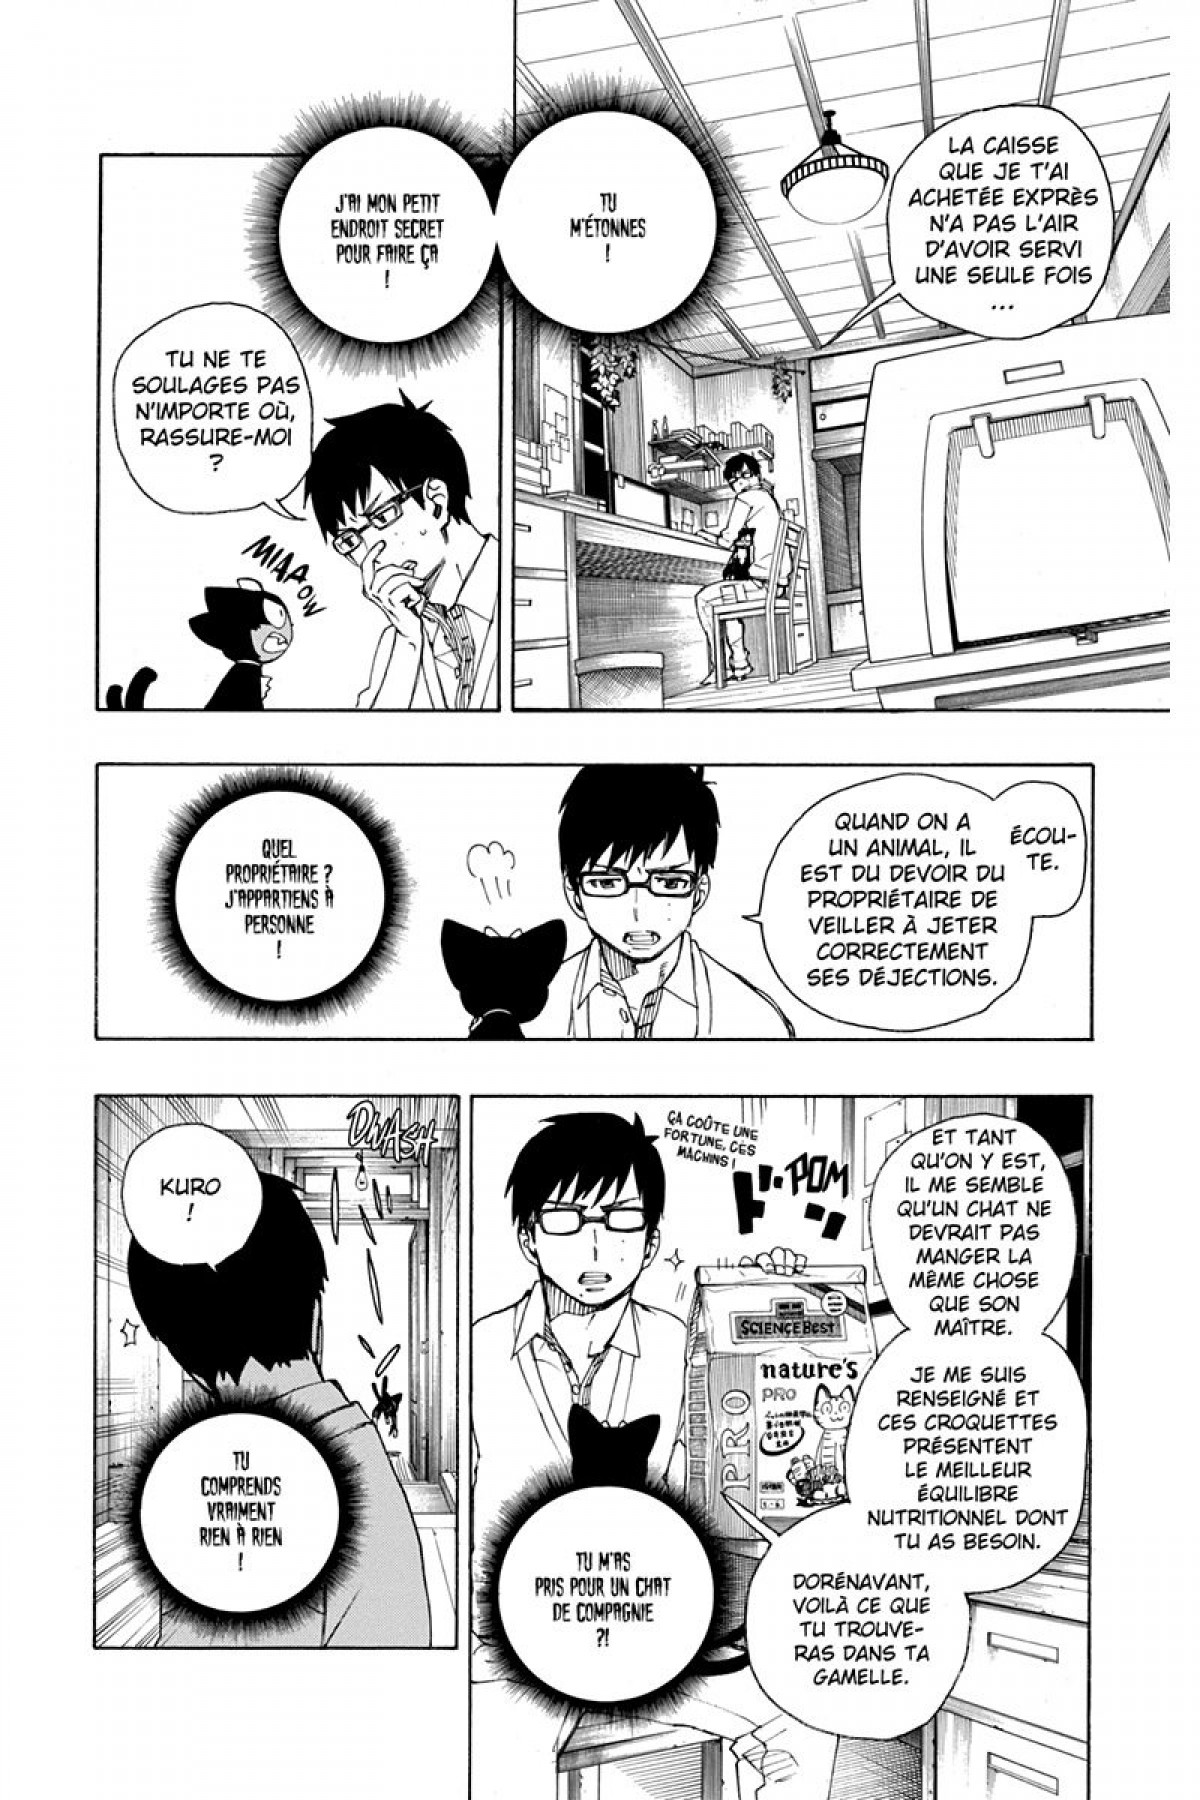 LA CAISSE
QUE JE T'AI
ACHETÉE EXPRÈS
N'A PAS L'AIR
D'AVOIR SERVI
UNE SEULE FOIS
...
TU
M'ÉTONNES
!
J'AI MON PETIT
ENDROIT SECRET
POUR FAIRE ÇA
!
TU NE TE
SOULAGES PAS
N'IMPORTE OÙ,
RASSURE-MOI
?
MIAAOW
ÉCOU-
TE.
QUAND ON A
UN ANIMAL, IL
EST DU DEVOIR DU
PROPRIÉTAIRE DE
VEILLER À JETER
CORRECTEMENT
SES DÉJECTIONS.
QUEL
PROPRIÉTAIRE ?
J'APPARTIENS À
PERSONNE
!
ET TANT
QU'ON Y EST,
IL ME SEMBLE
QU'UN CHAT NE
DEVRAIT PAS
MANGER LA
MÊME CHOSE
QUE SON
MAÎTRE.
JE ME SUIS
RENSEIGNÉ ET
CES CROQUETTES
PRÉSENTENT
LE MEILLEUR
ÉQUILIBRE
NUTRITIONNEL DONT
TU AS BESOIN.
DORÉNAVANT,
VOILÀ CE QUE
TU TROUVE-
RAS DANS TA
GAMELLE.
POM
ド
ÇA COÛTE UNE
FORTUNE, CES
MACHINS !
SCIENCE BEST
nature's
PRO
PRO
TU M'AS
PRIS POUR UN CHAT
DE COMPAGNIE
?!
DWASH
KURO
!
TU
COMPRENDS
VRAIMENT
RIEN À RIEN
!